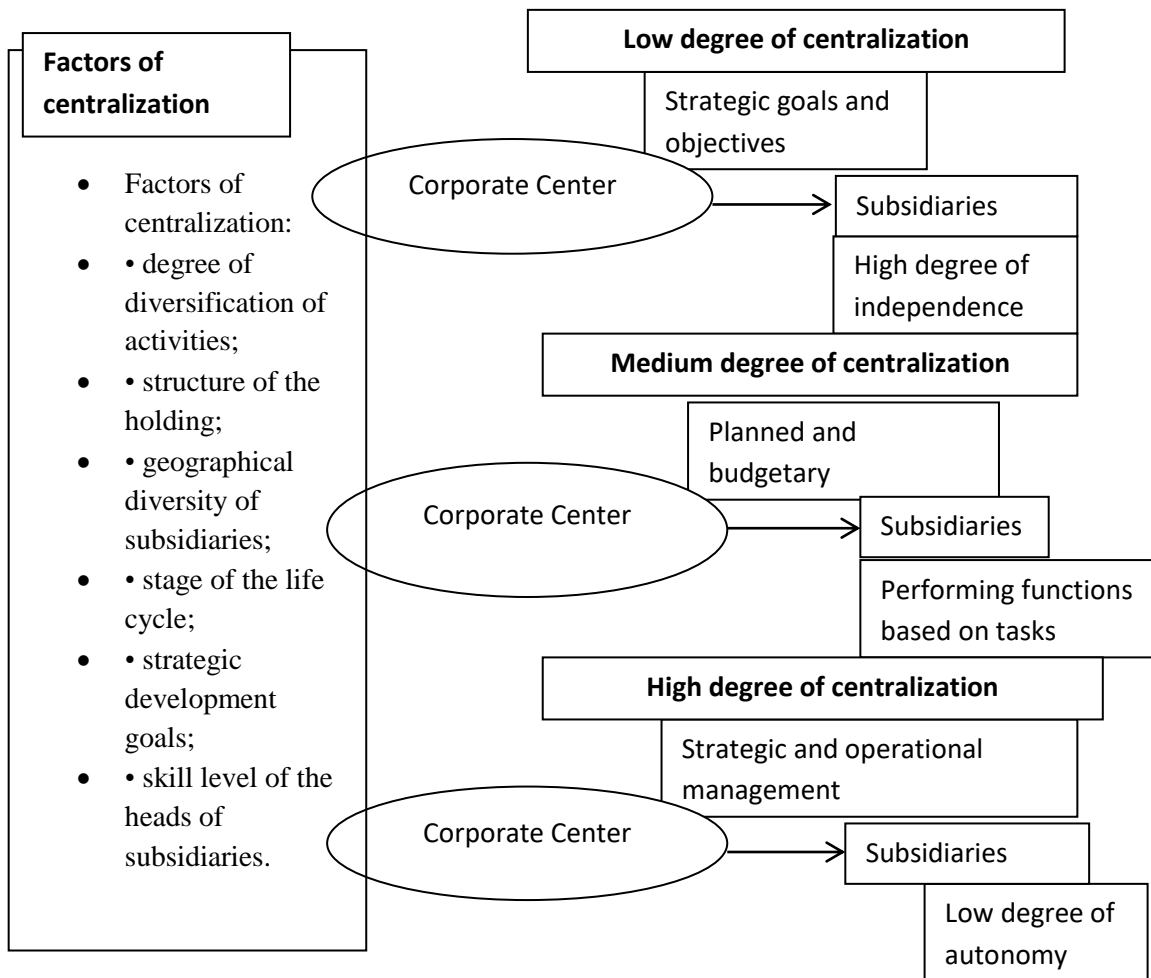 Factors of
centralization
• Factors of
centralization:
• • degree of
diversification of
activities;
• • structure of the
holding;
• • geographical
diversity of
subsidiaries;
• • stage of the life
cycle;
• • strategic
development
goals;
• • skill level of the
heads of
subsidiaries.
Low degree of centralization
Strategic goals and
objectives
Corporate Center
Subsidiaries
High degree of
independence
Medium degree of centralization
Planned and
budgetary
Corporate Center
Subsidiaries
Performing functions
based on tasks
High degree of centralization
Strategic and operational
management
Corporate Center
Subsidiaries
Low degree of
autonomy